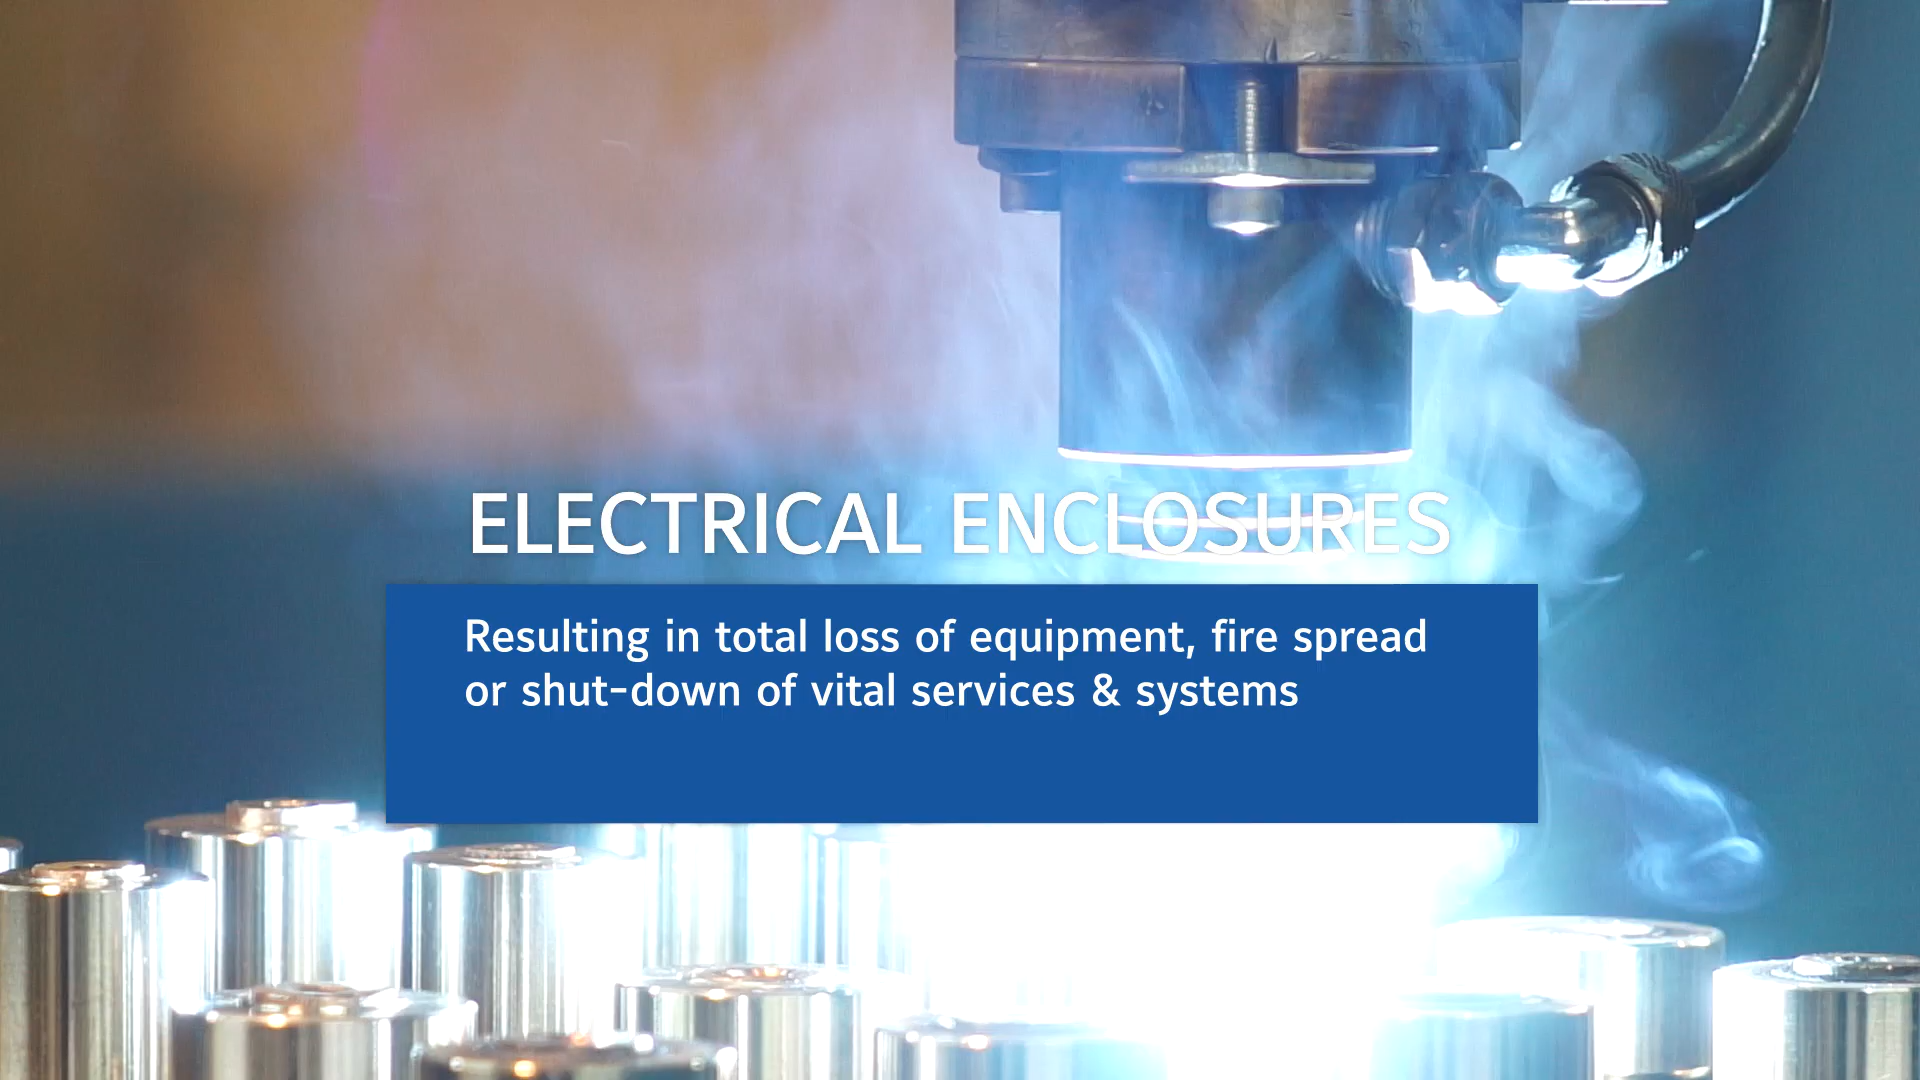 ELECTRICAL ENCLOSURES
Resulting in total loss of equipment, fire spread
or shut-down of vital services & systems